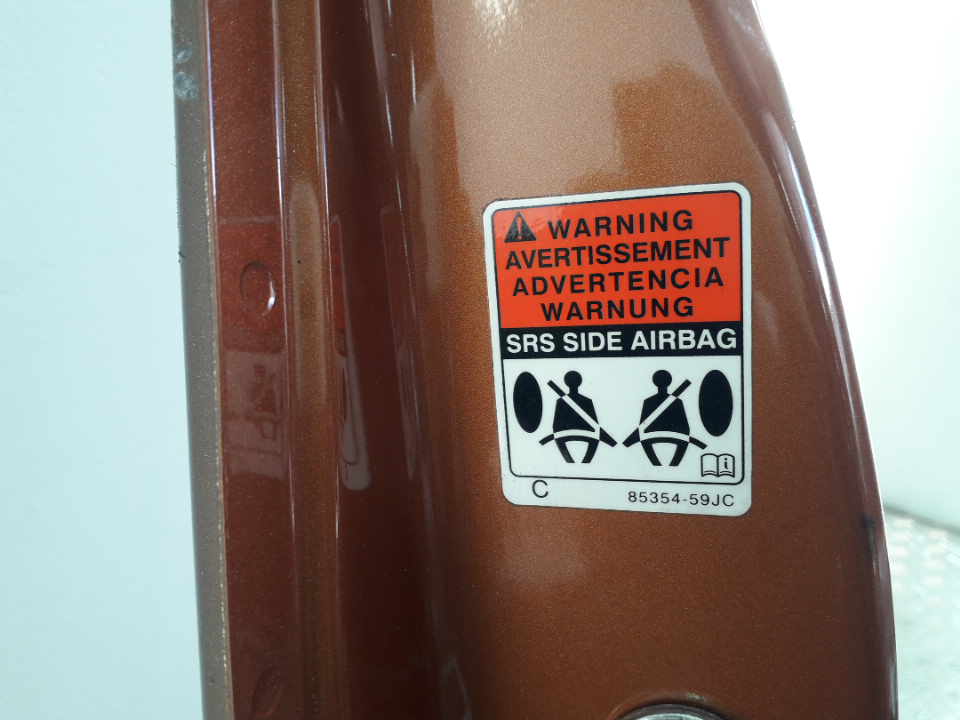 WARNING
AVERTISSEMENT
ADVERTENCIA
WARNUNG
SRS SIDE AIRBAG
i
C 85354-59JC